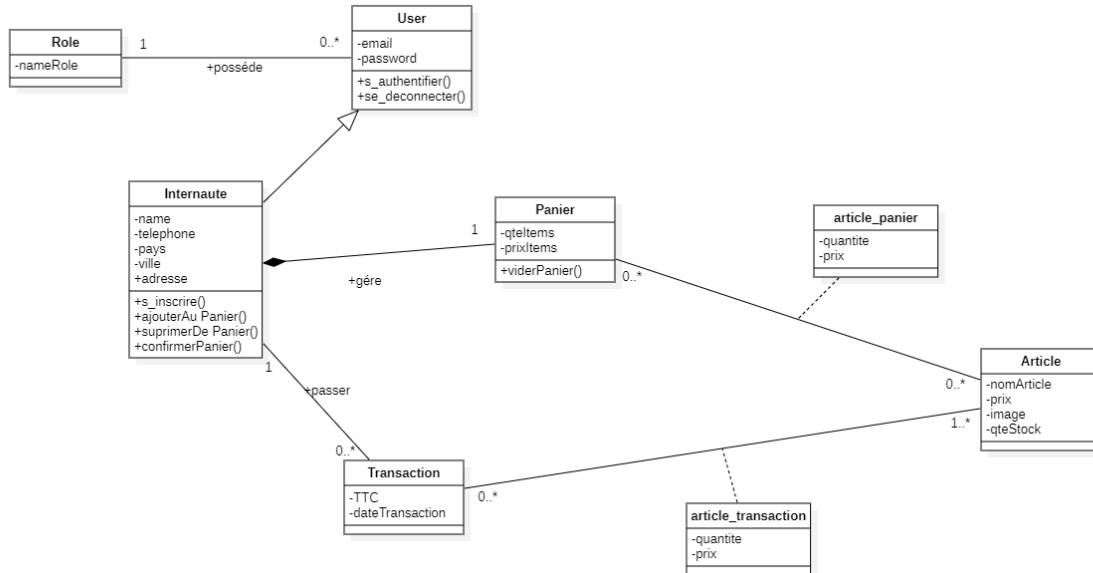 User
-email
-password
+s_authentifier()
+se_deconnecter()
Role
-nameRole
1
0..*
+posséde
Internaute
-name
-telephone
-pays
-ville
+adresse
+s_inscrire()
+ajouterAu Panier()
+suprimerDe Panier()
+confirmerPanier()
1
+gére
Panier
-qteItems
-prixItems
+viderPanier()
0..*
article_panier
-quantite
-prix
0..*
Article
-nomArticle
-prix
-image
-qteStock
1..*
1
+passer
0..*
Transaction
-TTC
-dateTransaction
0..*
article_transaction
-quantite
-prix